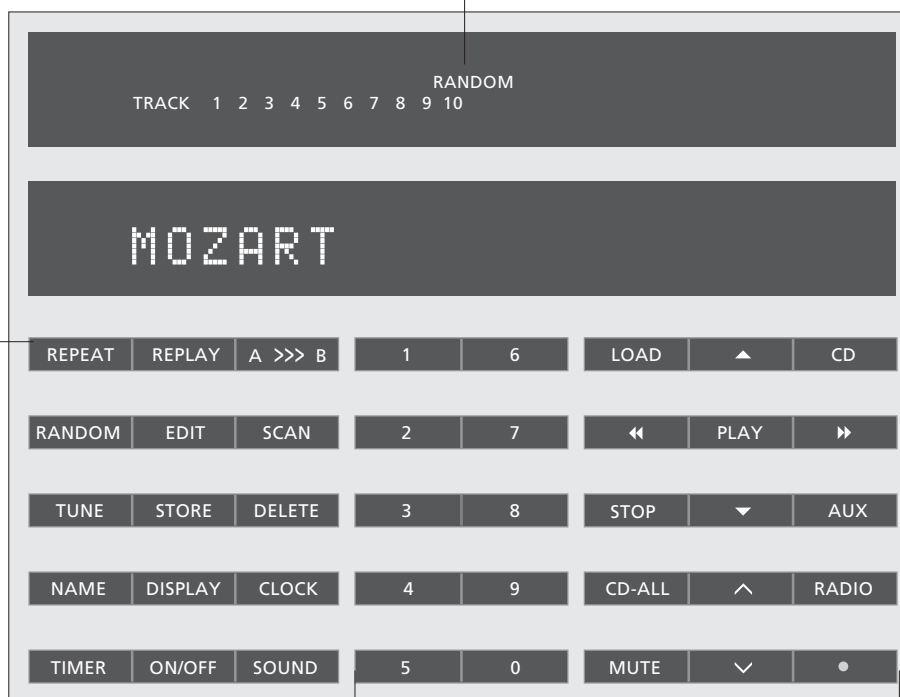 RANDOM
TRACK 1 2 3 4 5 6 7 8 9 10
MOZART
REPEAT REPLAY A >>> B 1 6 LOAD ▲ CD
RANDOM EDIT SCAN 2 7 ◀◀ PLAY ▶▶
TUNE STORE DELETE 3 8 STOP ▼ AUX
NAME DISPLAY CLOCK 4 9 CD-ALL ∧ RADIO
TIMER ON/OFF SOUND 5 0 MUTE ∨ ●